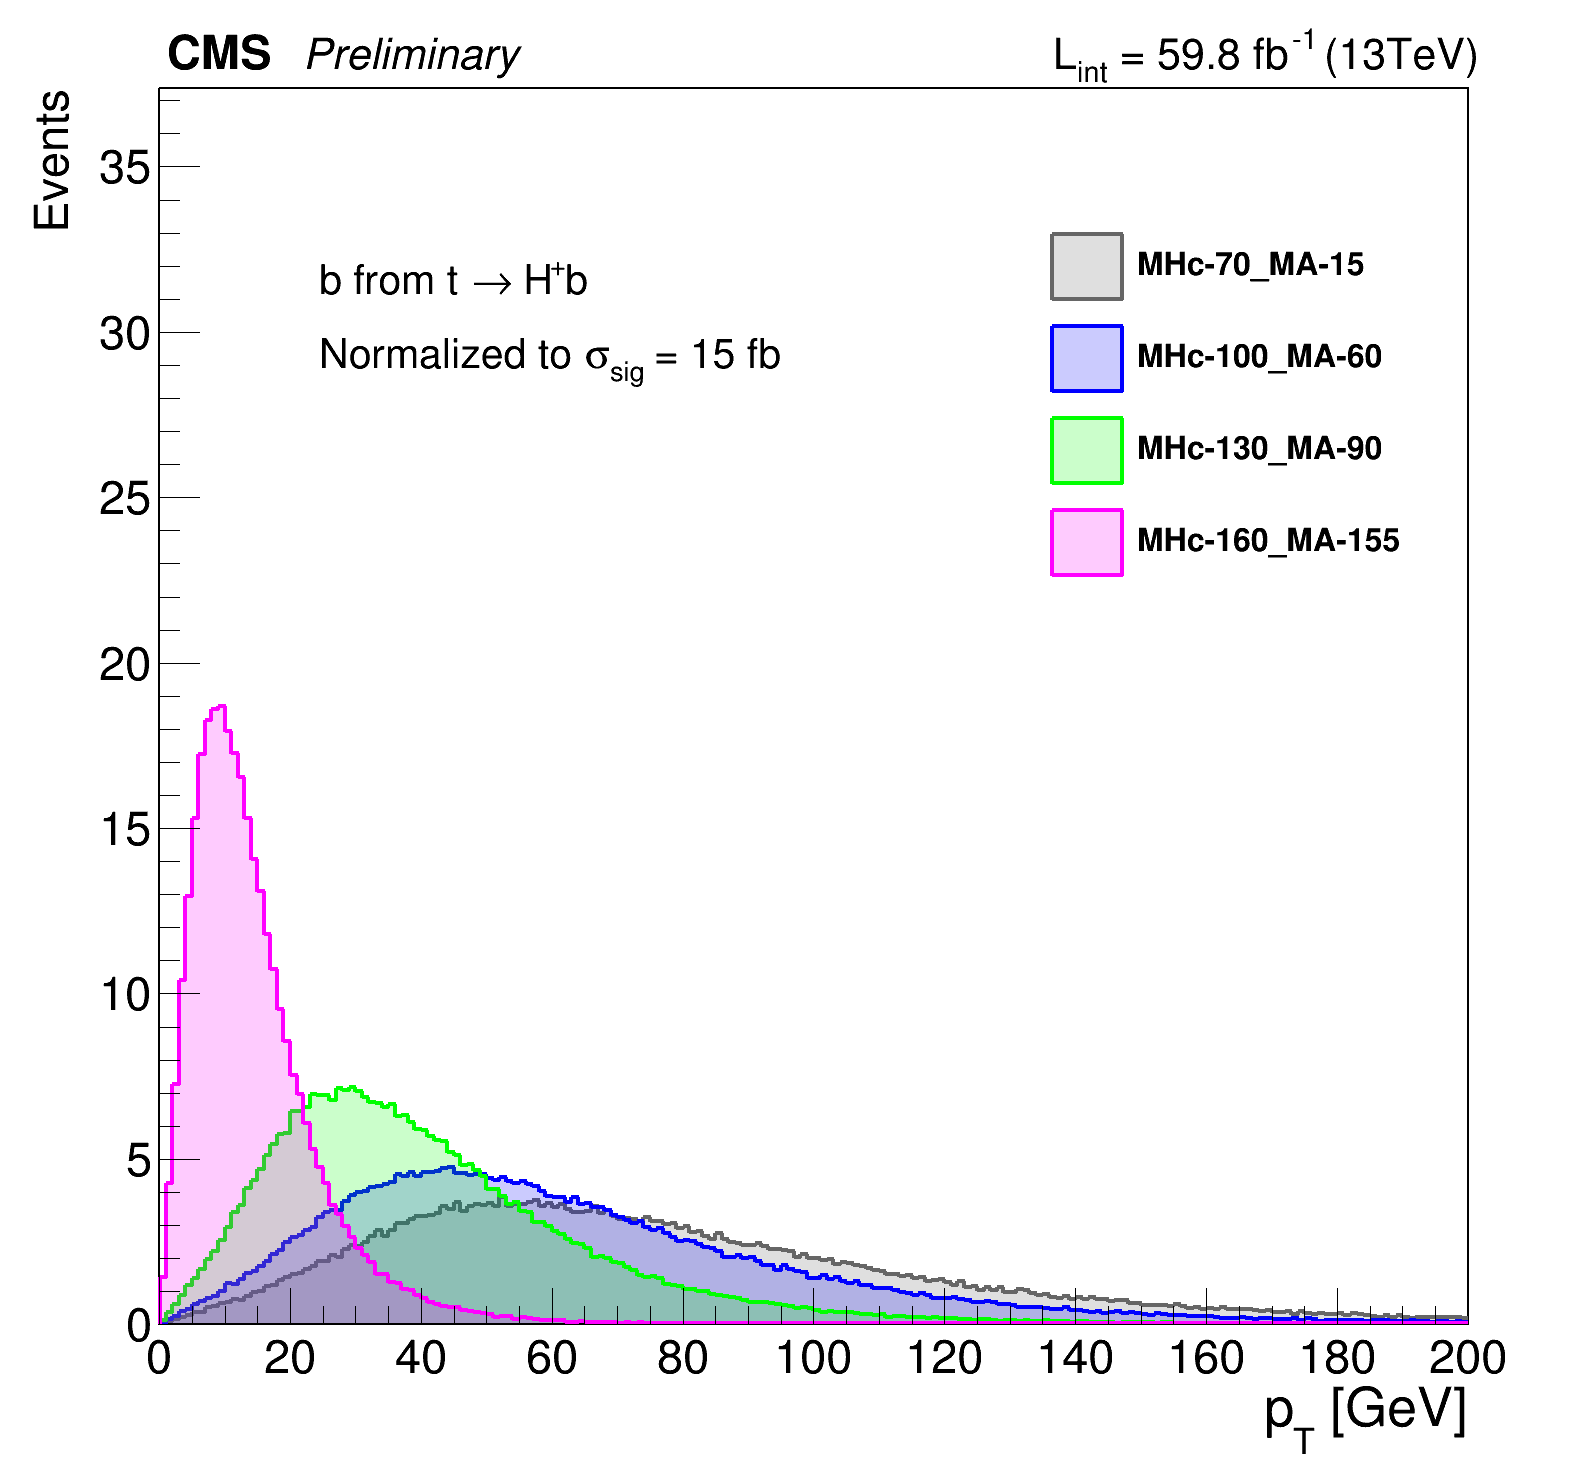 CMS Preliminary
L_int = 59.8 fb^-1 (13TeV)
Events
35
30
25
20
15
10
5
0
b from t → H⁺b
Normalized to σ_sig = 15 fb
MHc-70_MA-15
MHc-100_MA-60
MHc-130_MA-90
MHc-160_MA-155
0 20 40 60 80 100 120 140 160 180 200
p_T [GeV]